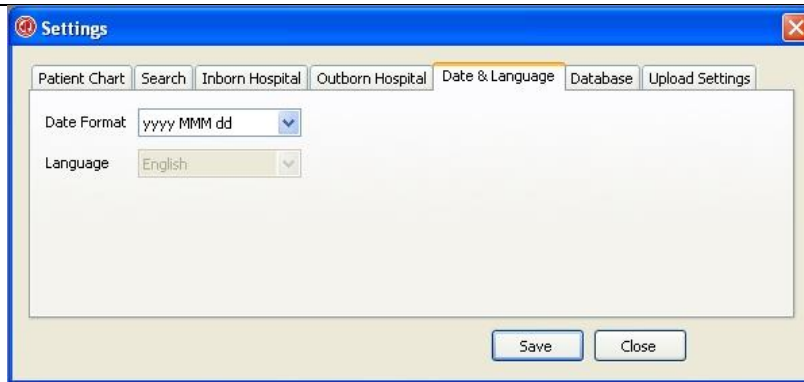 Settings
Patient Chart Search Inborn Hospital Outborn Hospital Date & Language Database Upload Settings
Date Format yyyy MMM dd
Language English
Save Close